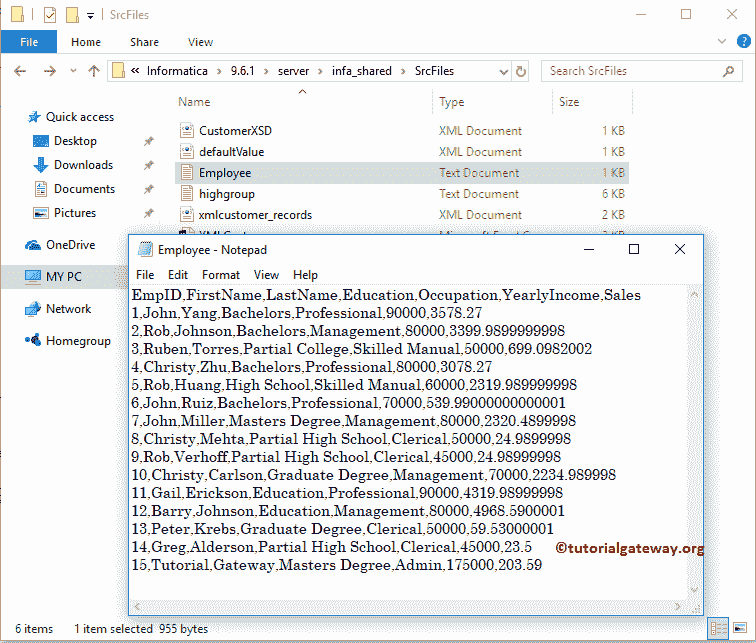 SrcFiles
File Home Share View
« Informatica › 9.6.1 › server › infa_shared › SrcFiles
Search SrcFiles
Name Type Size
Quick access
Desktop
Downloads
Documents
Pictures
OneDrive
MY PC
Network
Homegroup
CustomerXSD XML Document 1 KB
defaultValue XML Document 1 KB
Employee Text Document 1 KB
highgroup Text Document 6 KB
xmlcustomer_records XML Document 2 KB
Employee - Notepad
File Edit Format View Help
EmpID,FirstName,LastName,Education,Occupation,YearlyIncome,Sales
1,John,Yang,Bachelors,Professional,90000,3578.27
2,Rob,Johnson,Bachelors,Management,80000,3399.9899999998
3,Ruben,Torres,Partial College,Skilled Manual,50000,699.0982002
4,Christy,Zhu,Bachelors,Professional,80000,3078.27
5,Rob,Huang,High School,Skilled Manual,60000,2319.989999998
6,John,Ruiz,Bachelors,Professional,70000,539.99000000000001
7,John,Miller,Masters Degree,Management,80000,2320.4899998
8,Christy,Mehta,Partial High School,Clerical,50000,24.9899998
9,Rob,Verhoff,Partial High School,Clerical,45000,24.98999998
10,Christy,Carlson,Graduate Degree,Management,70000,2234.989998
11,Gail,Erickson,Education,Professional,90000,4319.98999998
12,Barry,Johnson,Education,Management,80000,4968.5900001
13,Peter,Krebs,Graduate Degree,Clerical,50000,59.53000001
14,Greg,Alderson,Partial High School,Clerical,45000,23.5
©tutorialgateway.org
15,Tutorial,Gateway,Masters Degree,Admin,175000,203.59
6 items 1 item selected 955 bytes